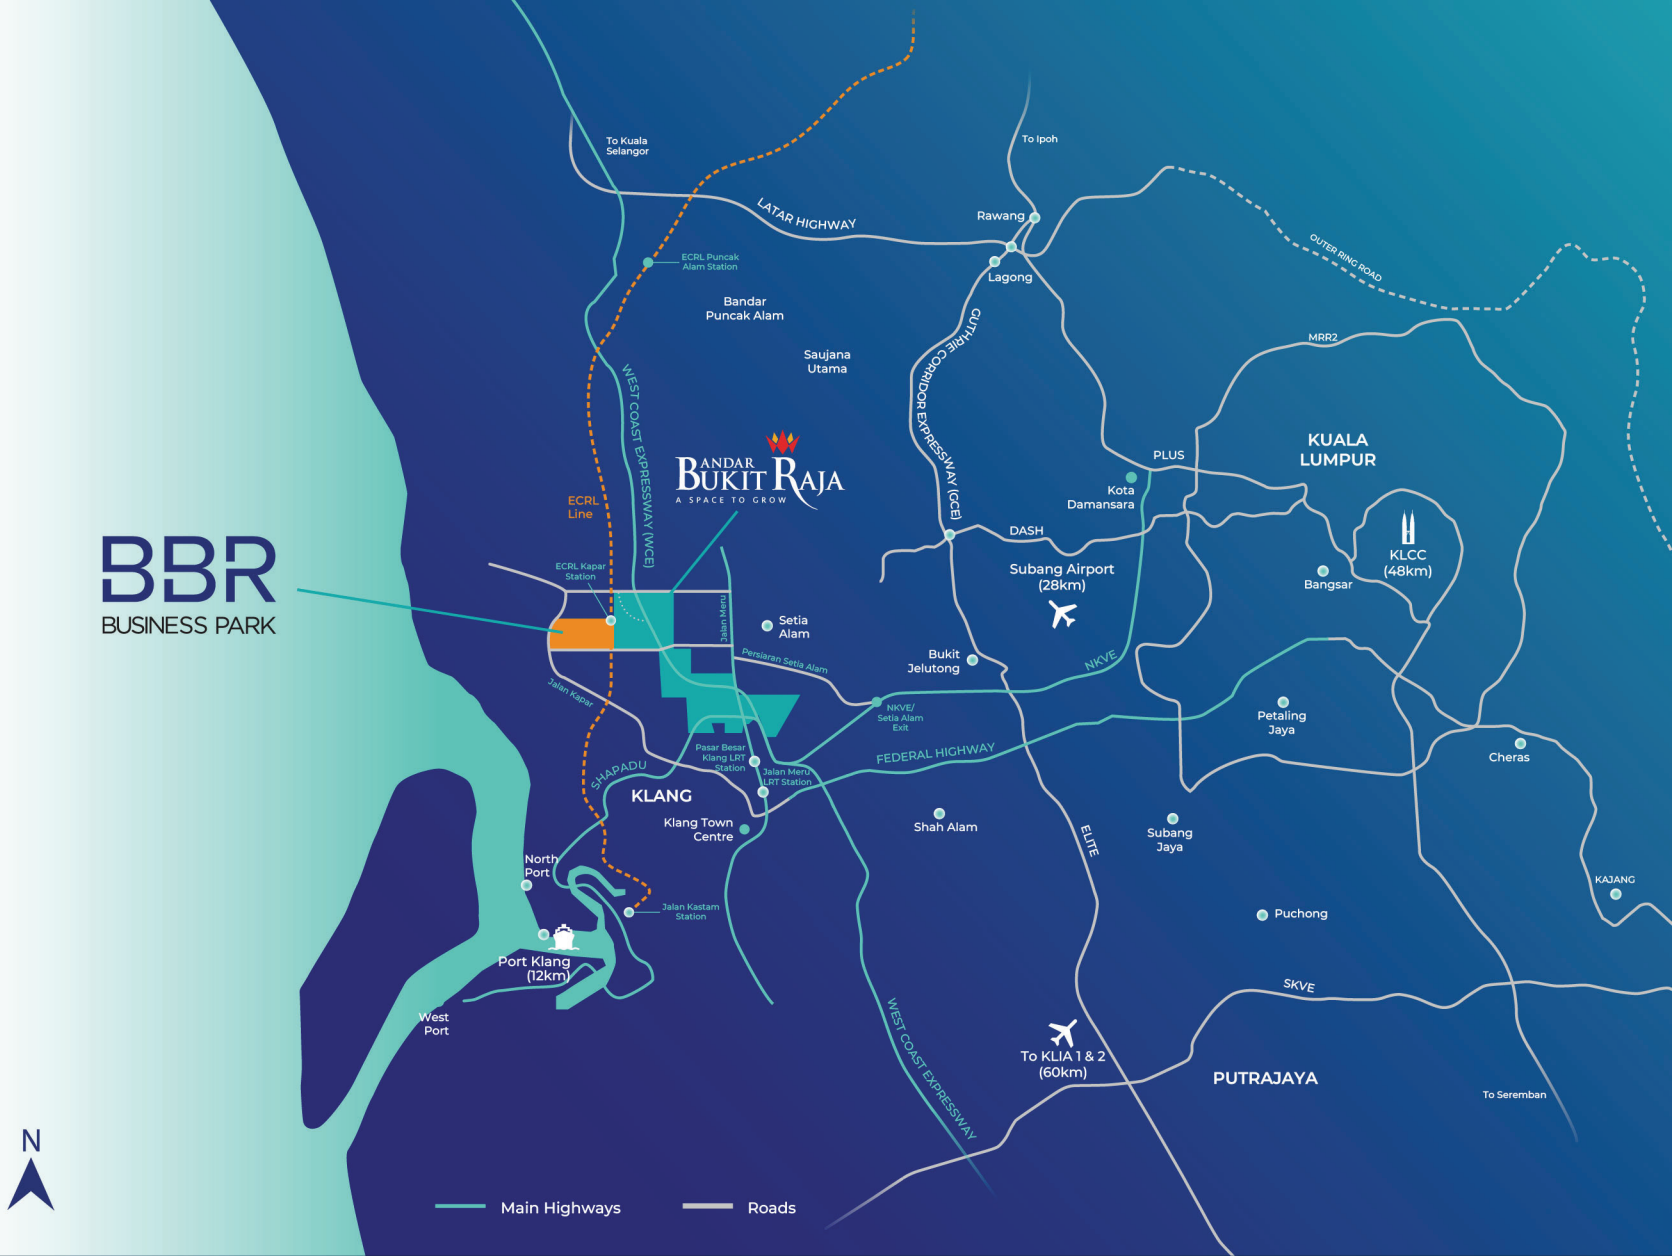 To Kuala
Selangor
To Ipoh
LATAR HIGHWAY
Rawang
Lagong
OUTER RING ROAD
ECRL Puncak
Alam Station
Bandar
Puncak Alam
Saujana
Utama
GUTHRIE CORRIDOR EXPRESSWAY (GCE)
MRR2
WEST COAST EXPRESSWAY (WCE)
BANDAR
BUKIT RAJA
A SPACE TO GROW
KUALA
LUMPUR
PLUS
Kota
Damansara
ECRL
Line
DASH
KLCC
(48km)
Bangsar
BBR
BUSINESS PARK
ECRL Kapar
Station
Subang Airport
(28km)
Jalan Meru
Setia
Alam
Persiaran Setia Alam
Bukit
Jelutong
NKVE
Jalan Kapar
NKVE/
Setia Alam
Exit
Petaling
Jaya
Cheras
Pasar Besar
Klang LRT
Station
FEDERAL HIGHWAY
Jalan Meru
LRT Station
SHAPADU
KLANG
Klang Town
Centre
Shah Alam
ELITE
Subang
Jaya
North
Port
KAJANG
Jalan Kastam
Station
Puchong
Port Klang
(12km)
SKVE
West
Port
WEST COAST EXPRESSWAY
To KLIA 1 & 2
(60km)
PUTRAJAYA
To Seremban
N
Main Highways
Roads